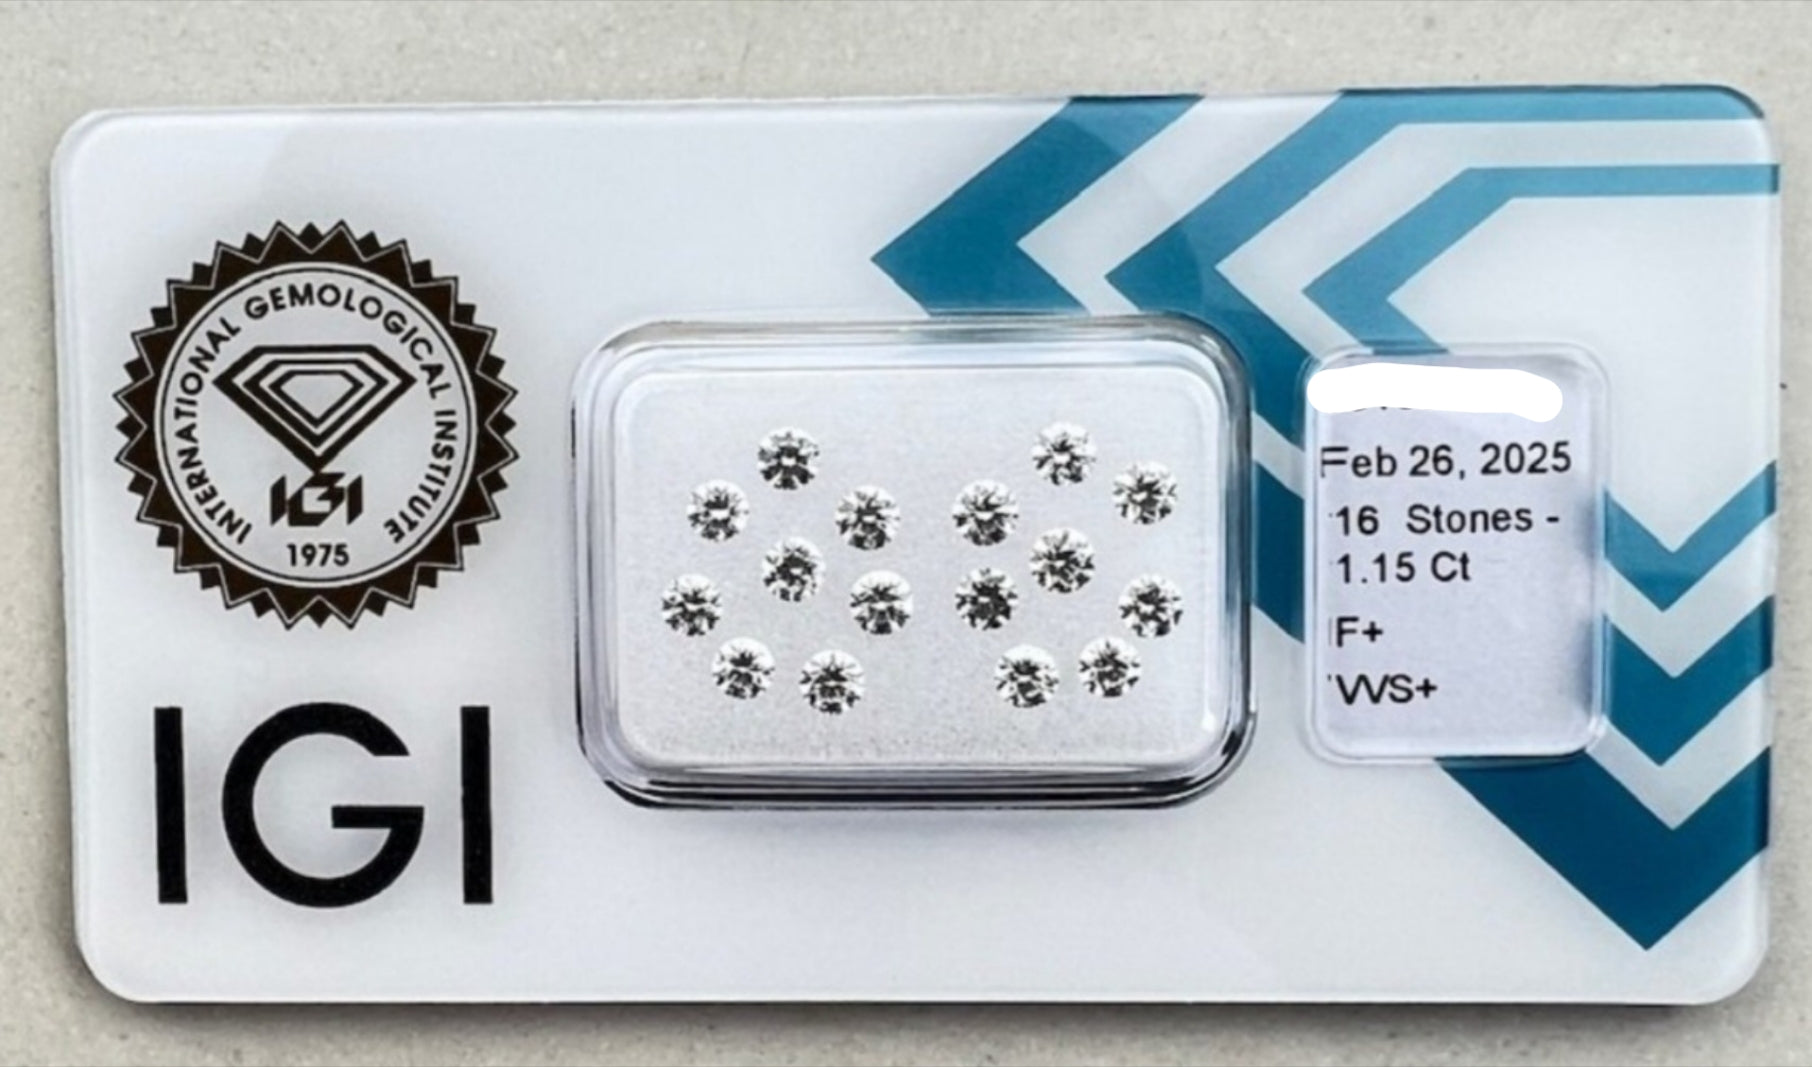 INTERNATIONAL GEMOLOGICAL INSTITUTE
IGI
1975
IGI
Feb 26, 2025
16 Stones -
1.15 Ct
F+
VVS+